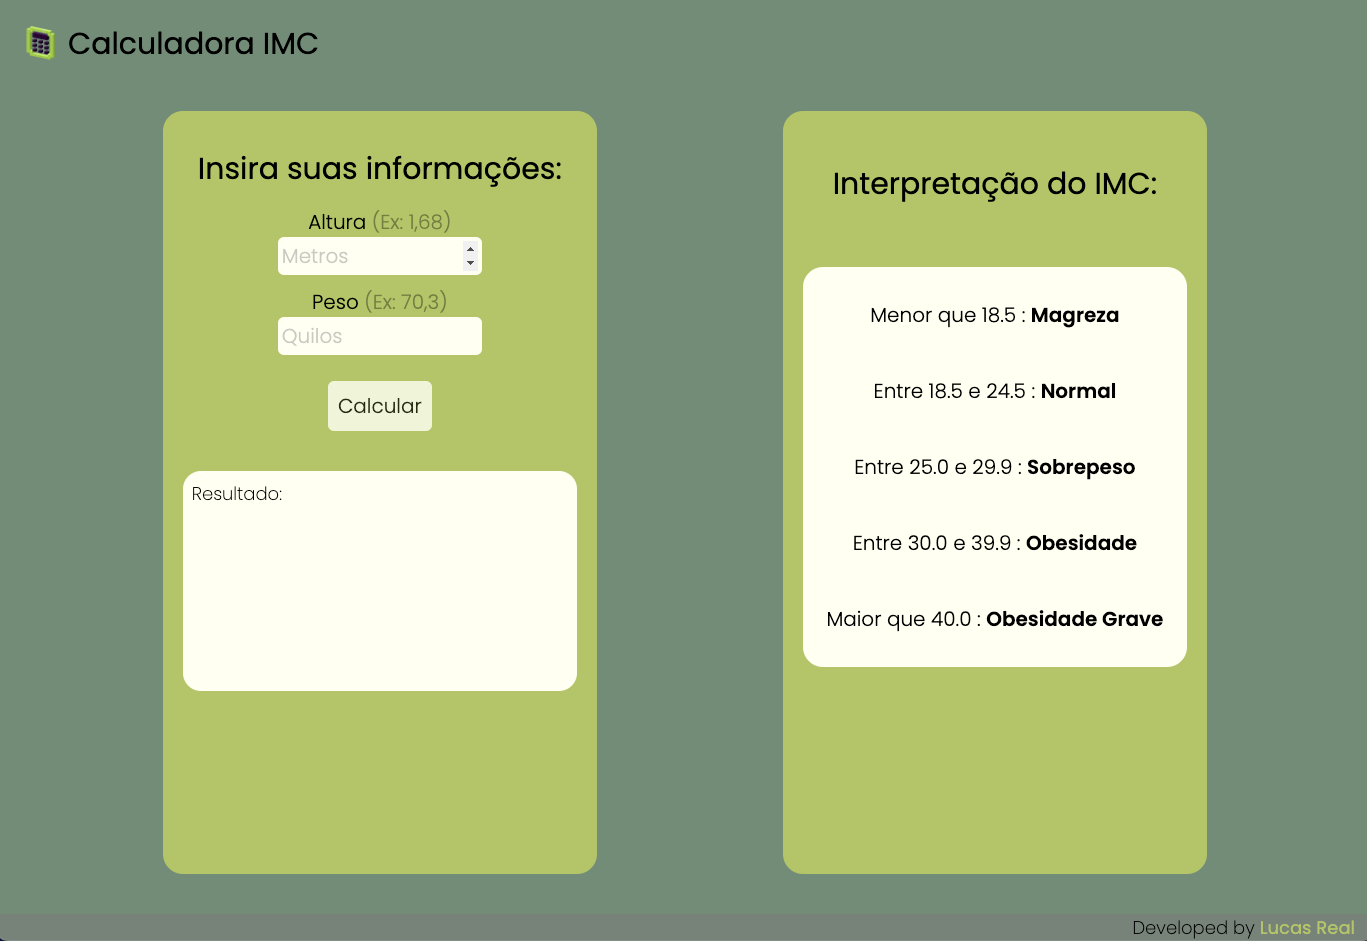 Calculadora IMC
Insira suas informações:
Altura (Ex: 1,68)
Metros
Peso (Ex: 70,3)
Quilos
Calcular
Resultado:
Interpretação do IMC:
Menor que 18.5 : Magreza
Entre 18.5 e 24.5 : Normal
Entre 25.0 e 29.9 : Sobrepeso
Entre 30.0 e 39.9 : Obesidade
Maior que 40.0 : Obesidade Grave
Developed by Lucas Real